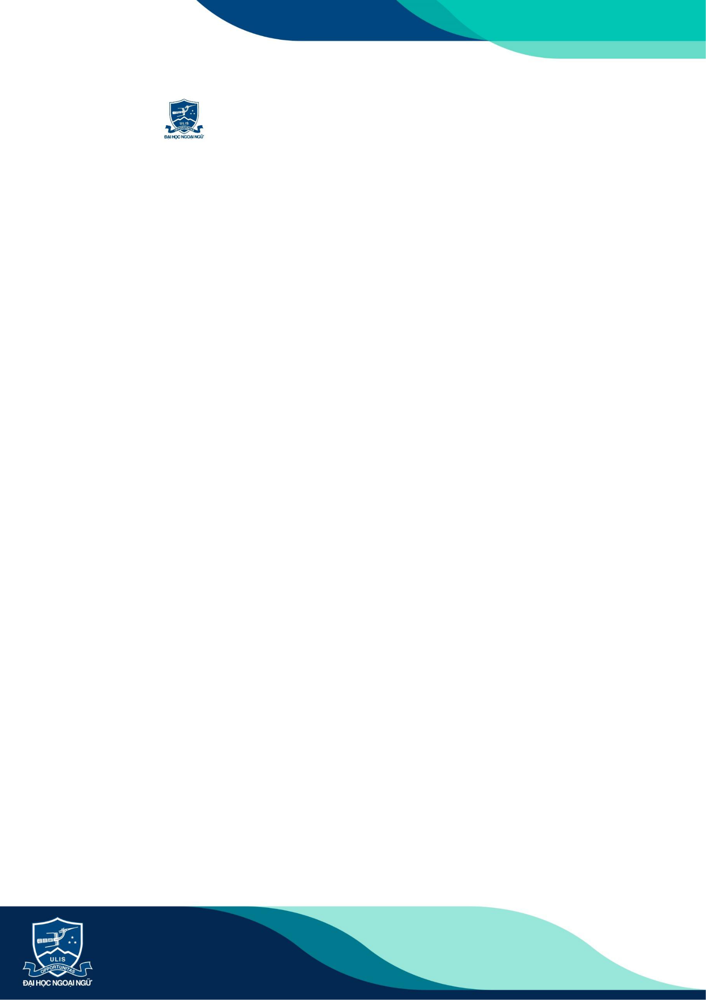 ULIS
OPPORTUNITAS
ĐẠI HỌC NGOẠI NGỮ
ULIS
OPPORTUNITAS
ĐẠI HỌC NGOẠI NGỮ